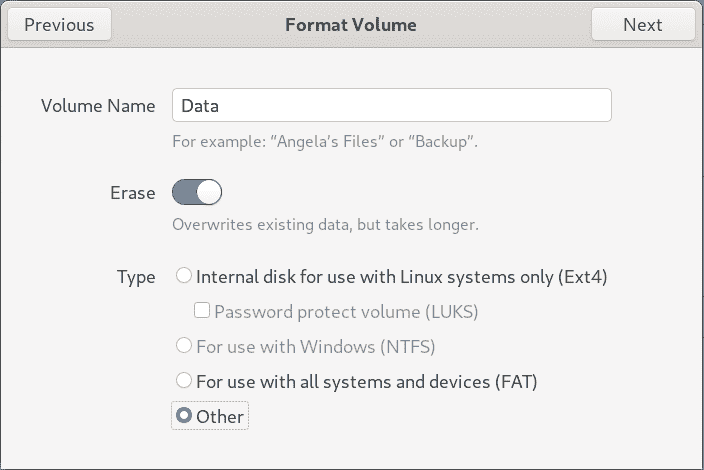 Previous Format Volume Next
Volume Name Data
For example: “Angela’s Files” or “Backup”.
Erase
Overwrites existing data, but takes longer.
Type Internal disk for use with Linux systems only (Ext4)
Password protect volume (LUKS)
For use with Windows (NTFS)
For use with all systems and devices (FAT)
Other